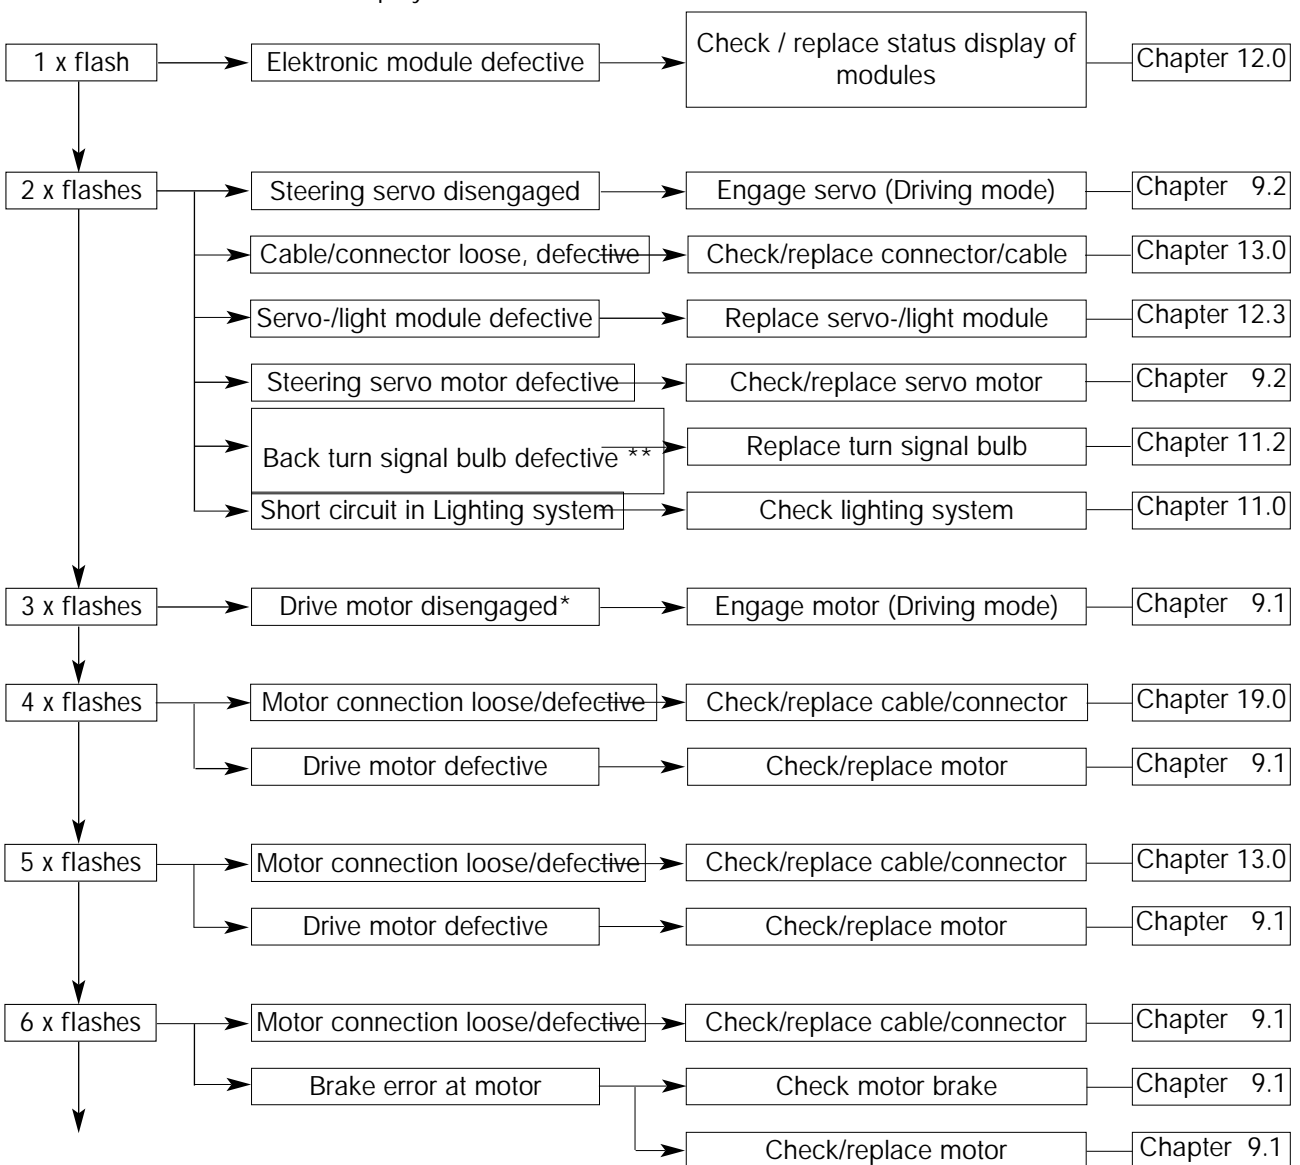 1 x flash
Elektronic module defective
Check / replace status display of
modules
Chapter 12.0
2 x flashes
Steering servo disengaged
Engage servo (Driving mode)
Chapter 9.2
Cable/connector loose, defective
Check/replace connector/cable
Chapter 13.0
Servo-/light module defective
Replace servo-/light module
Chapter 12.3
Steering servo motor defective
Check/replace servo motor
Chapter 9.2
Back turn signal bulb defective **
Replace turn signal bulb
Chapter 11.2
Short circuit in Lighting system
Check lighting system
Chapter 11.0
3 x flashes
Drive motor disengaged*
Engage motor (Driving mode)
Chapter 9.1
4 x flashes
Motor connection loose/defective
Check/replace cable/connector
Chapter 19.0
Drive motor defective
Check/replace motor
Chapter 9.1
5 x flashes
Motor connection loose/defective
Check/replace cable/connector
Chapter 13.0
Drive motor defective
Check/replace motor
Chapter 9.1
6 x flashes
Motor connection loose/defective
Check/replace cable/connector
Chapter 9.1
Brake error at motor
Check motor brake
Chapter 9.1
Check/replace motor
Chapter 9.1